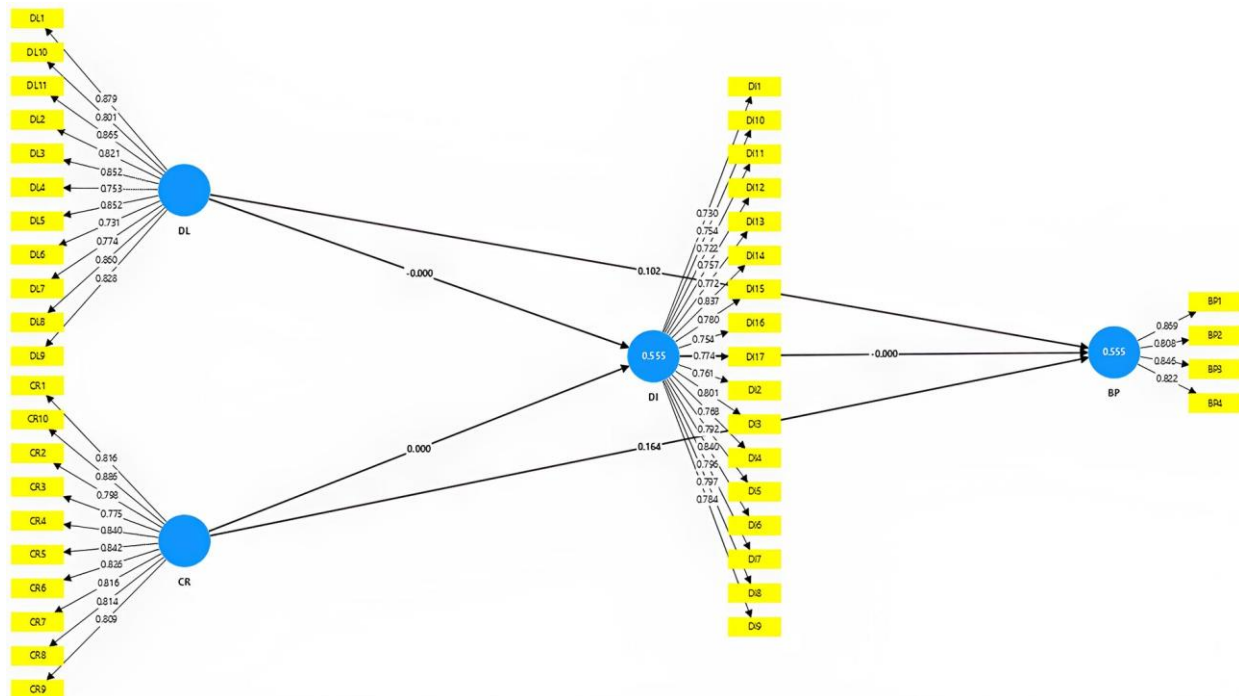 DL1
DL10
DL11
DL2
DL3
DL4
DL5
DL6
DL7
DL8
DL9
0.879
0.801
0.865
0.821
0.852
0.753
0.852
0.731
0.774
0.860
0.828
DL
CR1
CR10
CR2
CR3
CR4
CR5
CR6
CR7
CR8
CR9
0.816
0.885
0.798
0.775
0.840
0.842
0.826
0.816
0.814
0.809
CR
-0.000
0.102
0.000
0.164
-0.000
0.555
DI
0.730
0.754
0.722
0.757
0.772
0.837
0.780
0.754
0.774
0.761
0.801
0.768
0.792
0.840
0.796
0.797
0.784
DI1
DI10
DI11
DI12
DI13
DI14
DI15
DI16
DI17
DI2
DI3
DI4
DI5
DI6
DI7
DI8
DI9
0.555
BP
0.869
0.808
0.846
0.822
BP1
BP2
BP3
BP4